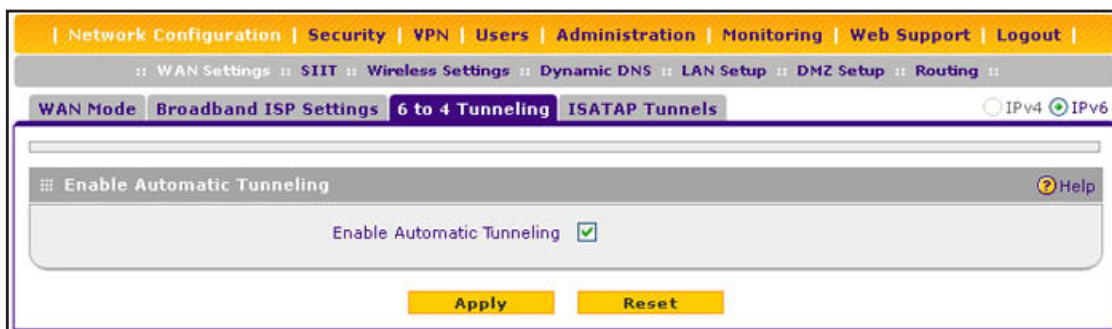 | Network Configuration | Security | VPN | Users | Administration | Monitoring | Web Support | Logout |
:: WAN Settings :: SIIT :: Wireless Settings :: Dynamic DNS :: LAN Setup :: DMZ Setup :: Routing ::
WAN Mode Broadband ISP Settings 6 to 4 Tunneling ISATAP Tunnels IPv4 IPv6
Enable Automatic Tunneling ? Help
Enable Automatic Tunneling
Apply Reset